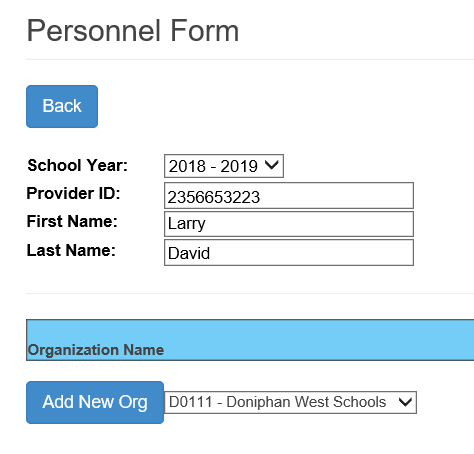 Personnel Form
Back
School Year: 2018 - 2019
Provider ID: 2356653223
First Name: Larry
Last Name: David
Organization Name
Add New Org D0111 - Doniphan West Schools